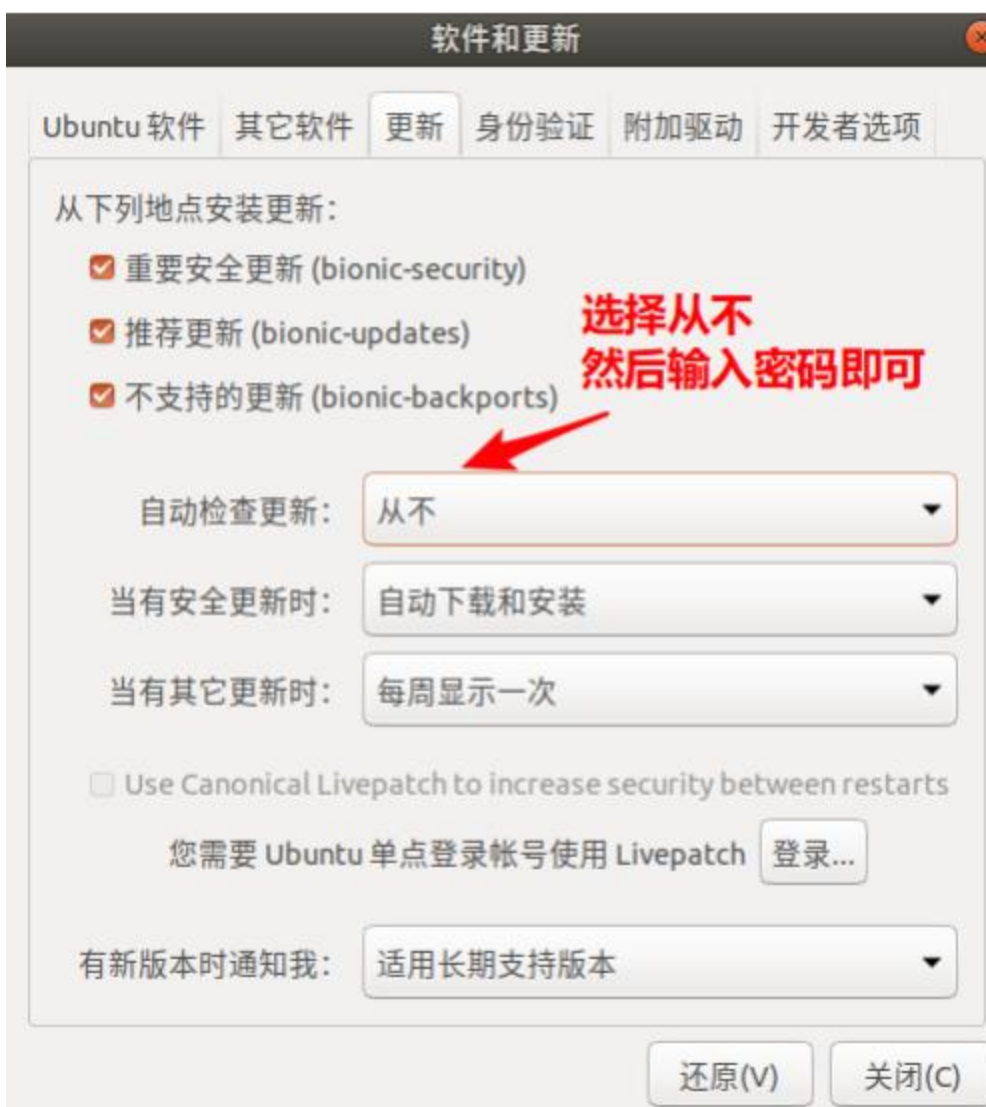 软件和更新
Ubuntu 软件 其它软件 更新 身份验证 附加驱动 开发者选项
从下列地点安装更新：
重要安全更新 (bionic-security)
推荐更新 (bionic-updates)
不支持的更新 (bionic-backports)
选择从不
然后输入密码即可
自动检查更新： 从不
当有安全更新时： 自动下载和安装
当有其它更新时： 每周显示一次
Use Canonical Livepatch to increase security between restarts
您需要 Ubuntu 单点登录帐号使用 Livepatch 登录...
有新版本时通知我： 适用长期支持版本
还原(V) 关闭(C)